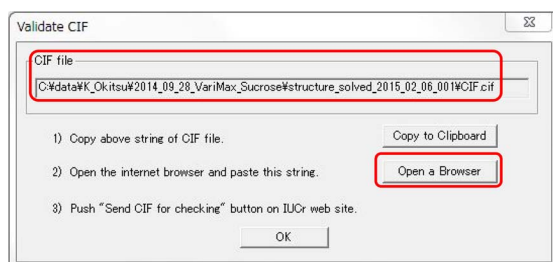 Validate CIF
CIF file
C:¥data¥K_Okitsu¥2014_09_28_VariMax_Sucrose¥structure_solved_2015_02_06_001¥CIF.cif
1) Copy above string of CIF file.
Copy to Clipboard
2) Open the internet browser and paste this string.
Open a Browser
3) Push "Send CIF for checking" button on IUCr web site.
OK